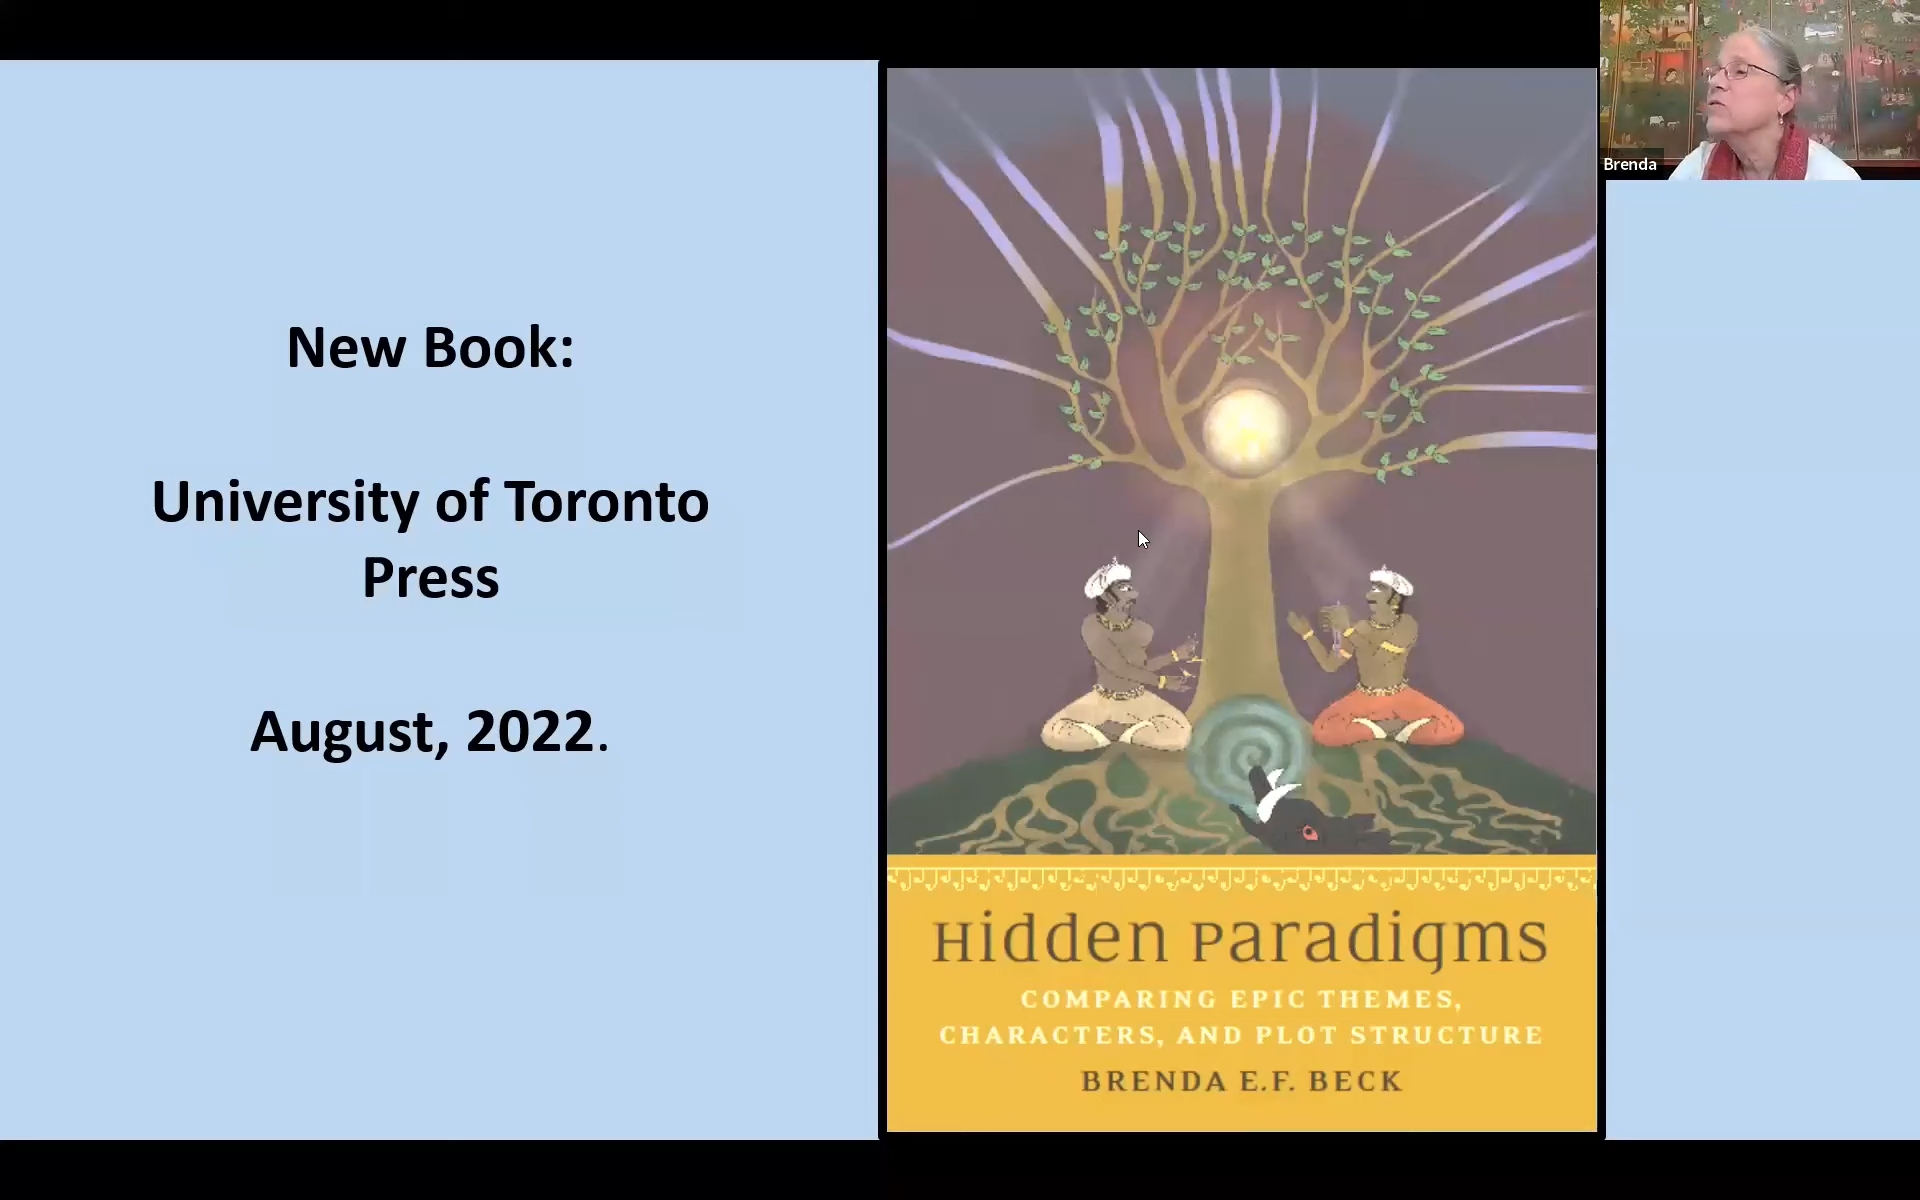 New Book:
University of Toronto
Press
August, 2022.
Brenda
Hidden Paradigms
COMPARING EPIC THEMES,
CHARACTERS, AND PLOT STRUCTURE
BRENDA E.F. BECK